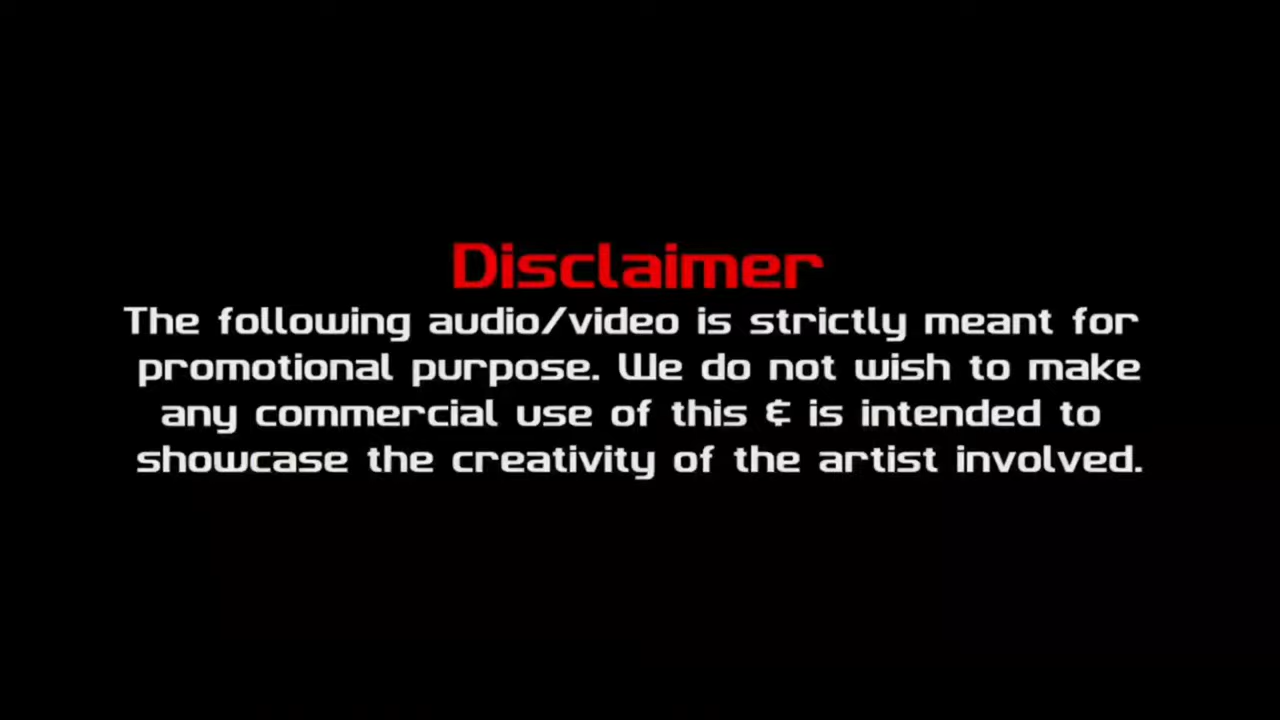 Disclaimer
The following audio/video is strictly meant for
promotional purpose. We do not wish to make
any commercial use of this & is intended to
showcase the creativity of the artist involved.